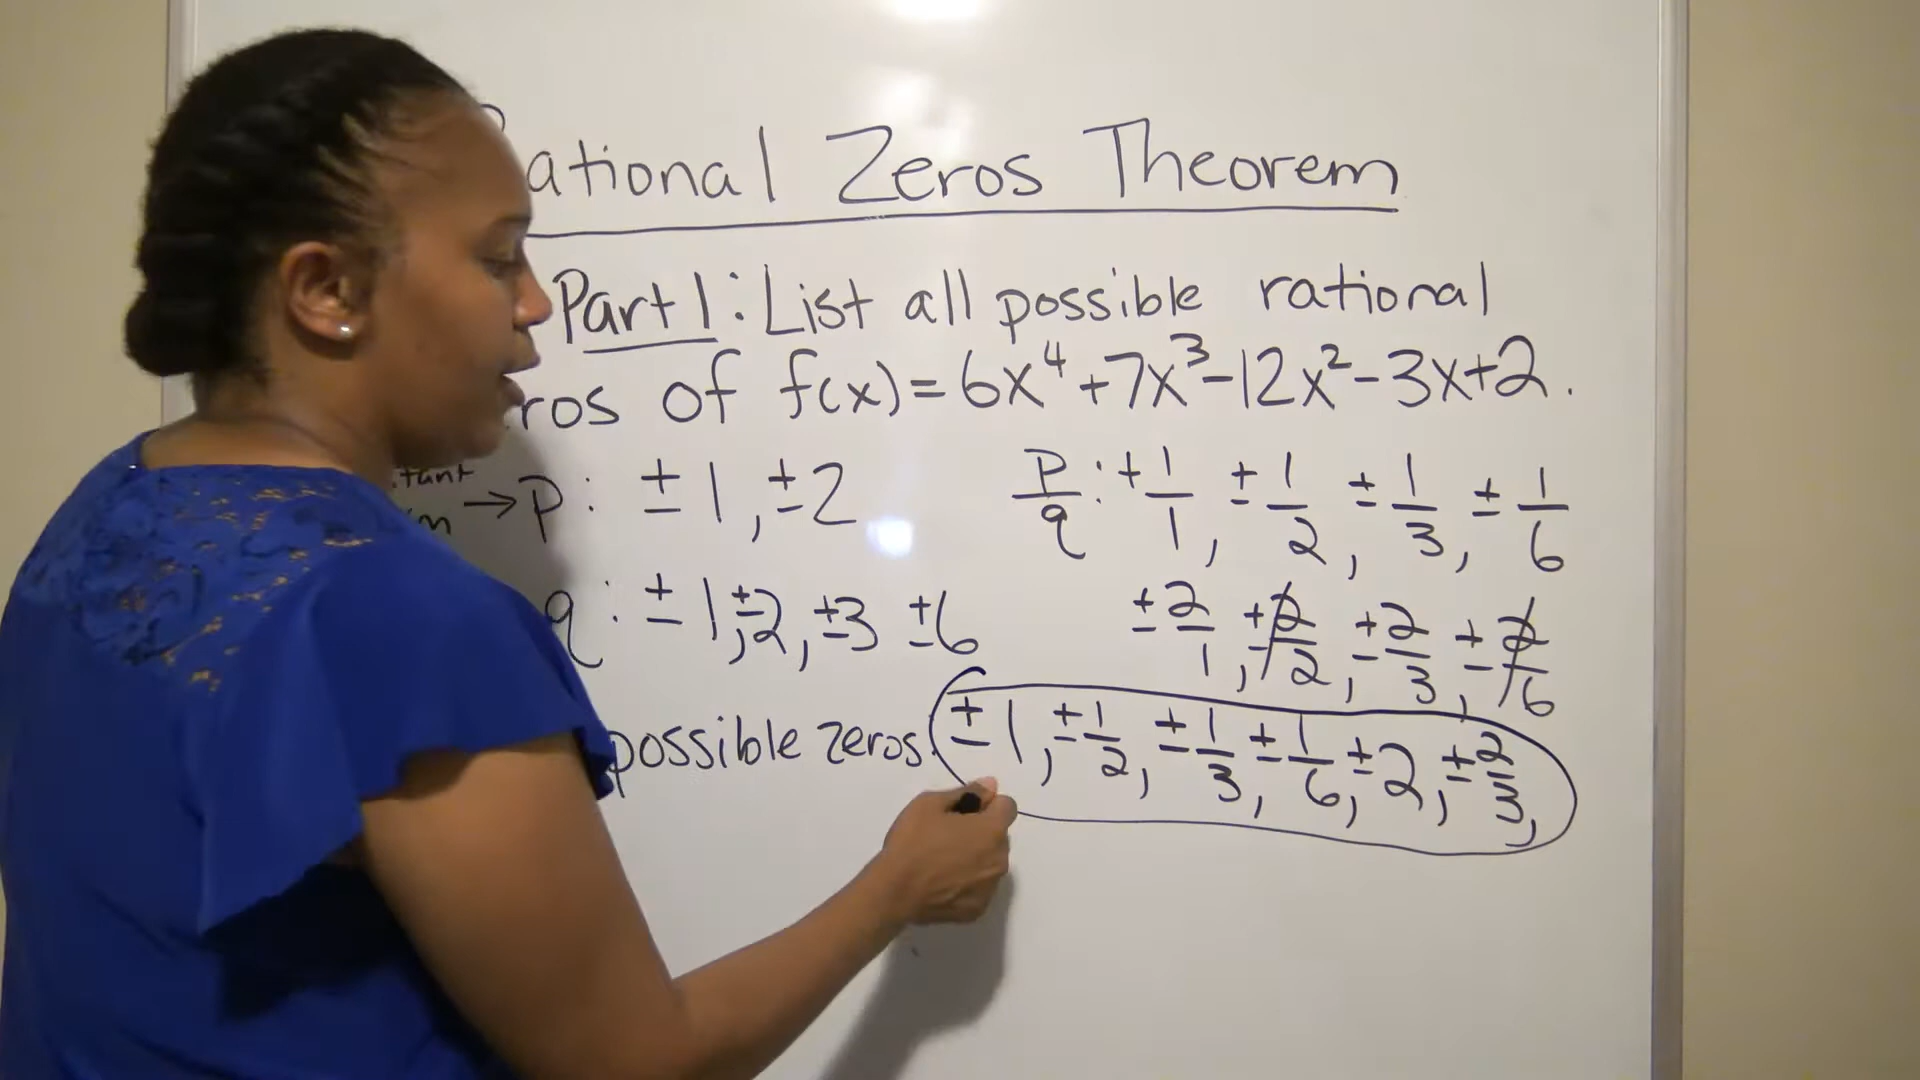 ational Zeros Theorem
Part 1: List all possible rational
ros of f(x) = 6x⁴ + 7x³ - 12x² - 3x + 2.
tant
m → p: ± 1, ± 2
q: ± 1, ± 2, ± 3 ± 6
p/q: ± 1/1, ± 1/2, ± 1/3, ± 1/6
± 2/1, ± 2/2, ± 2/3, ± 2/6
possible zeros ± 1, ± 1/2, ± 1/3, ± 1/6, ± 2, ± 2/3,